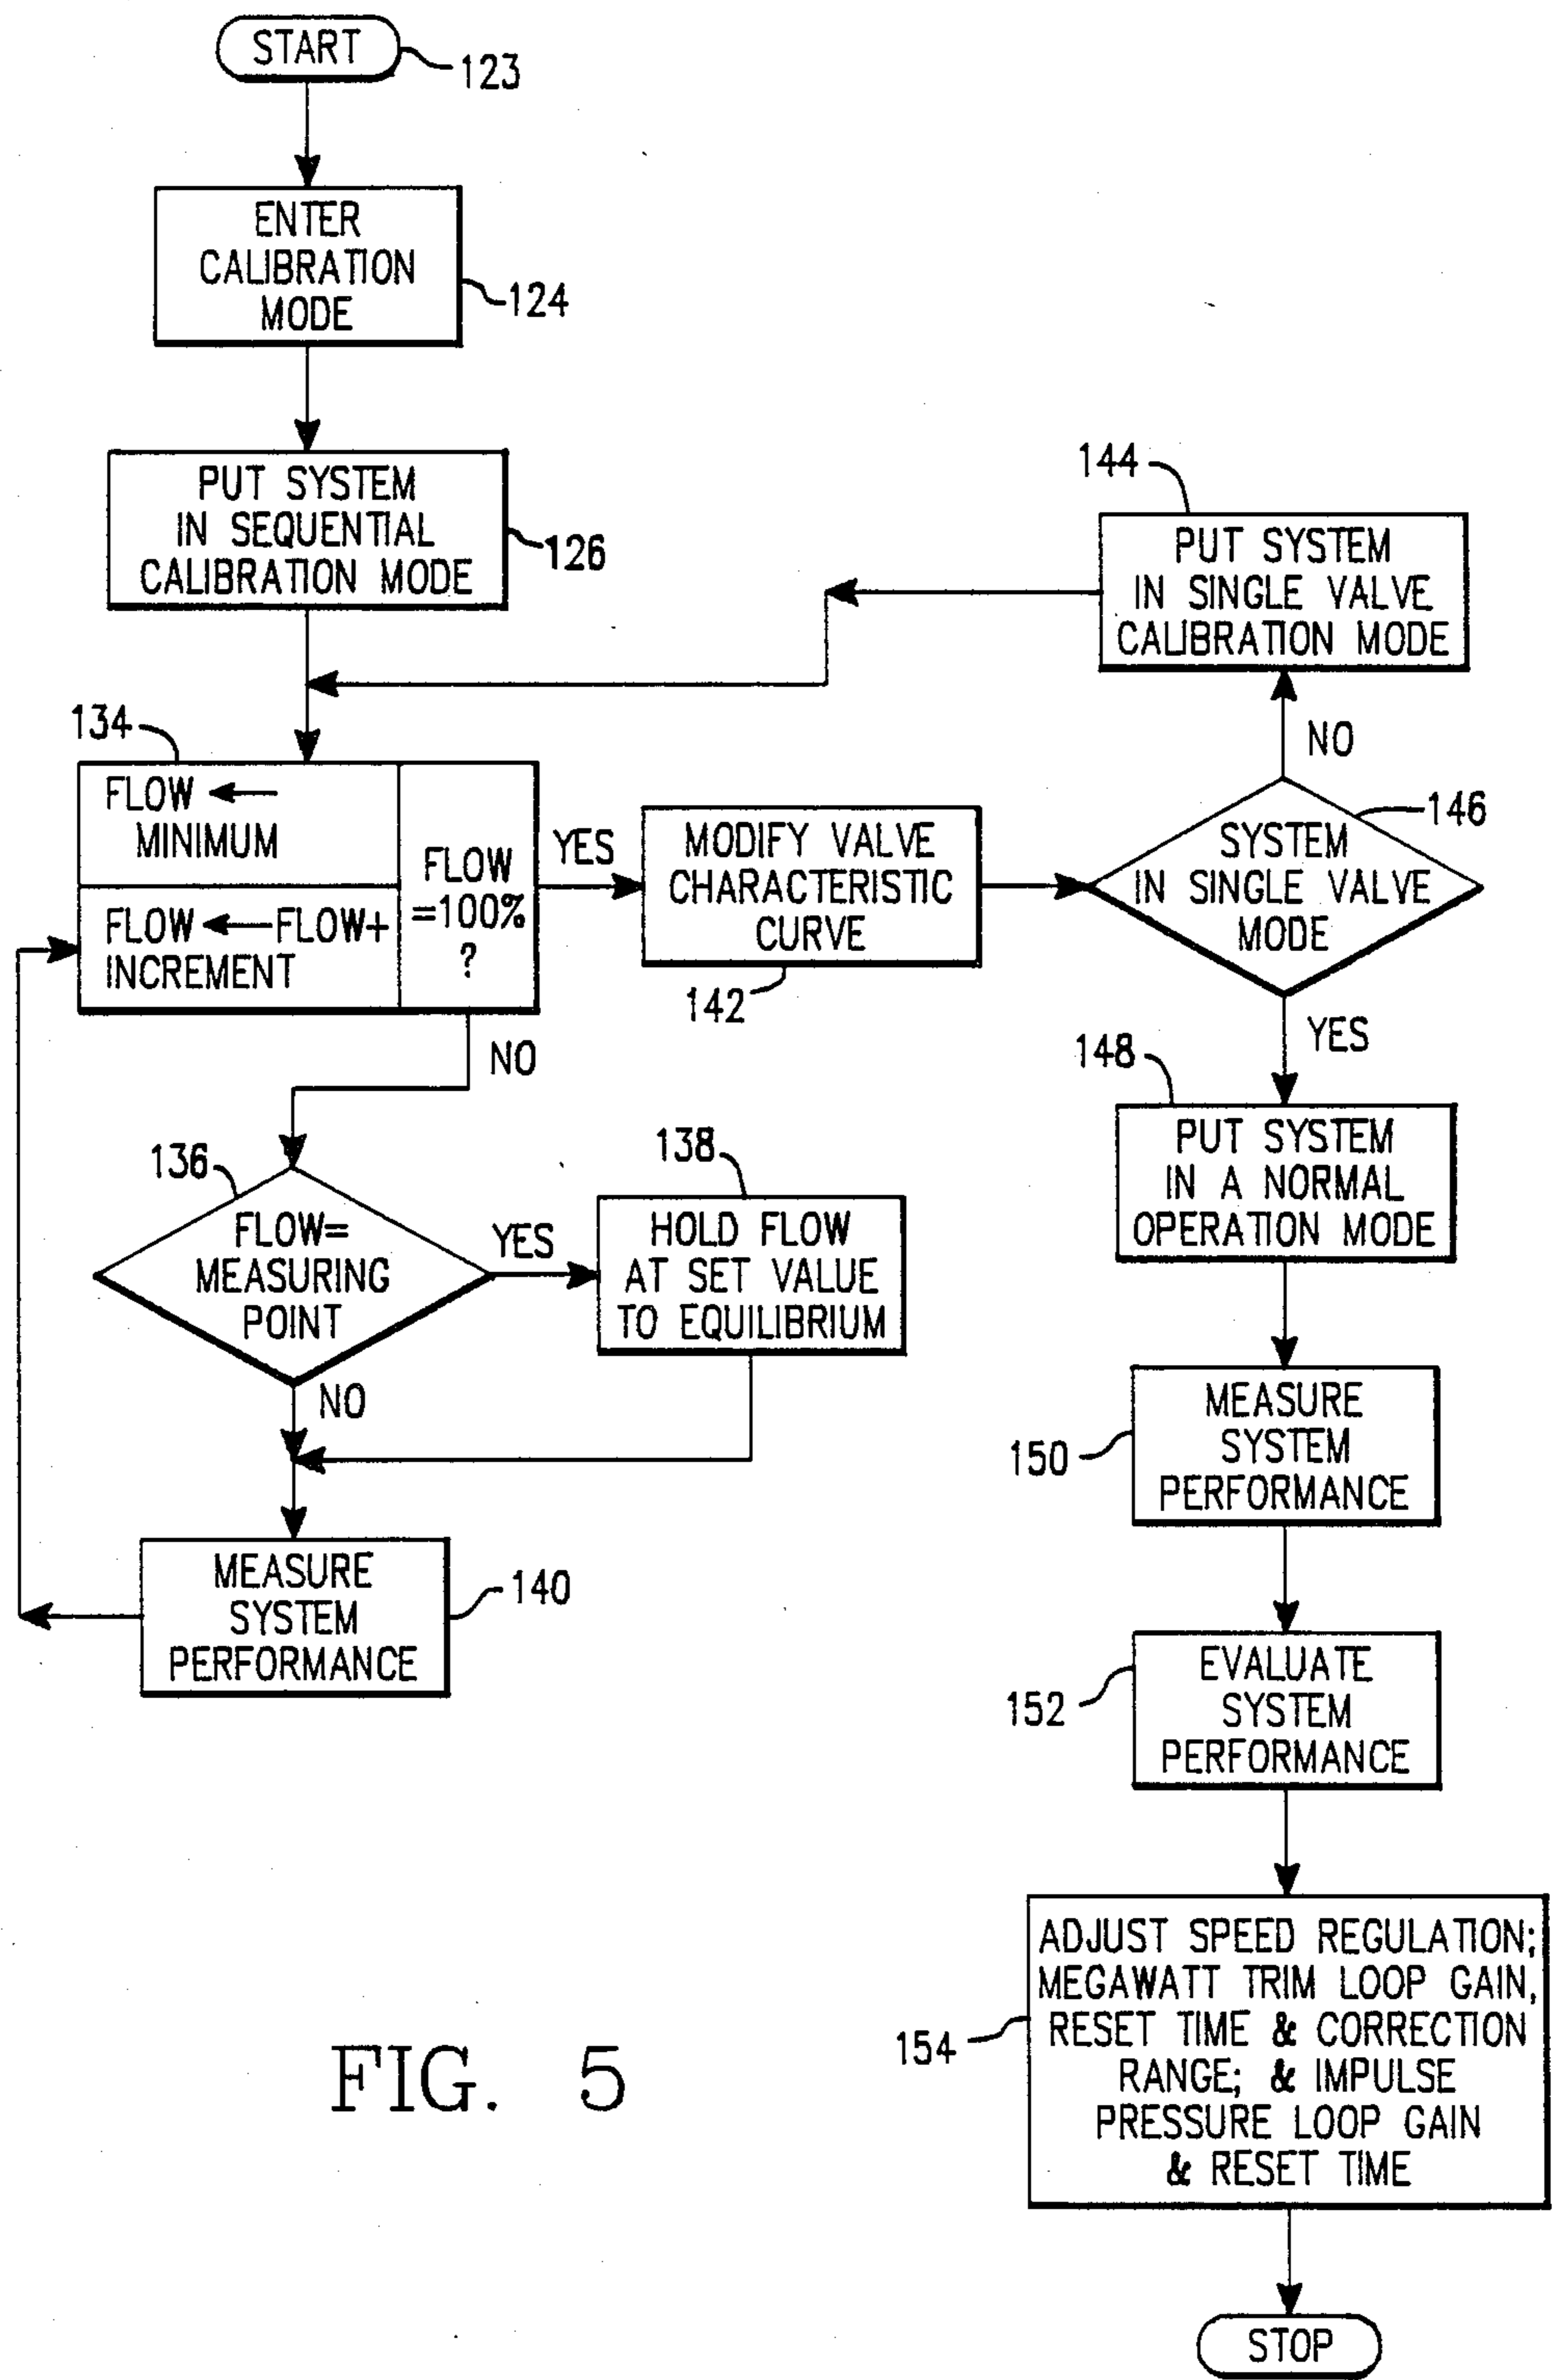 START
123
ENTER
CALIBRATION
MODE
124
PUT SYSTEM
IN SEQUENTIAL
CALIBRATION MODE
126
144
PUT SYSTEM
IN SINGLE VALVE
CALIBRATION MODE
NO
134
FLOW ←
MINIMUM
FLOW ← FLOW+
INCREMENT
FLOW
=100%
?
YES
MODIFY VALVE
CHARACTERISTIC
CURVE
142
146
SYSTEM
IN SINGLE VALVE
MODE
NO
YES
136
FLOW=
MEASURING
POINT
YES
138
HOLD FLOW
AT SET VALUE
TO EQUILIBRIUM
NO
MEASURE
SYSTEM
PERFORMANCE
140
148
PUT SYSTEM
IN A NORMAL
OPERATION MODE
MEASURE
SYSTEM
PERFORMANCE
150
EVALUATE
SYSTEM
PERFORMANCE
152
ADJUST SPEED REGULATION;
MEGAWATT TRIM LOOP GAIN,
RESET TIME & CORRECTION
RANGE; & IMPULSE
PRESSURE LOOP GAIN
& RESET TIME
154
STOP
FIG. 5